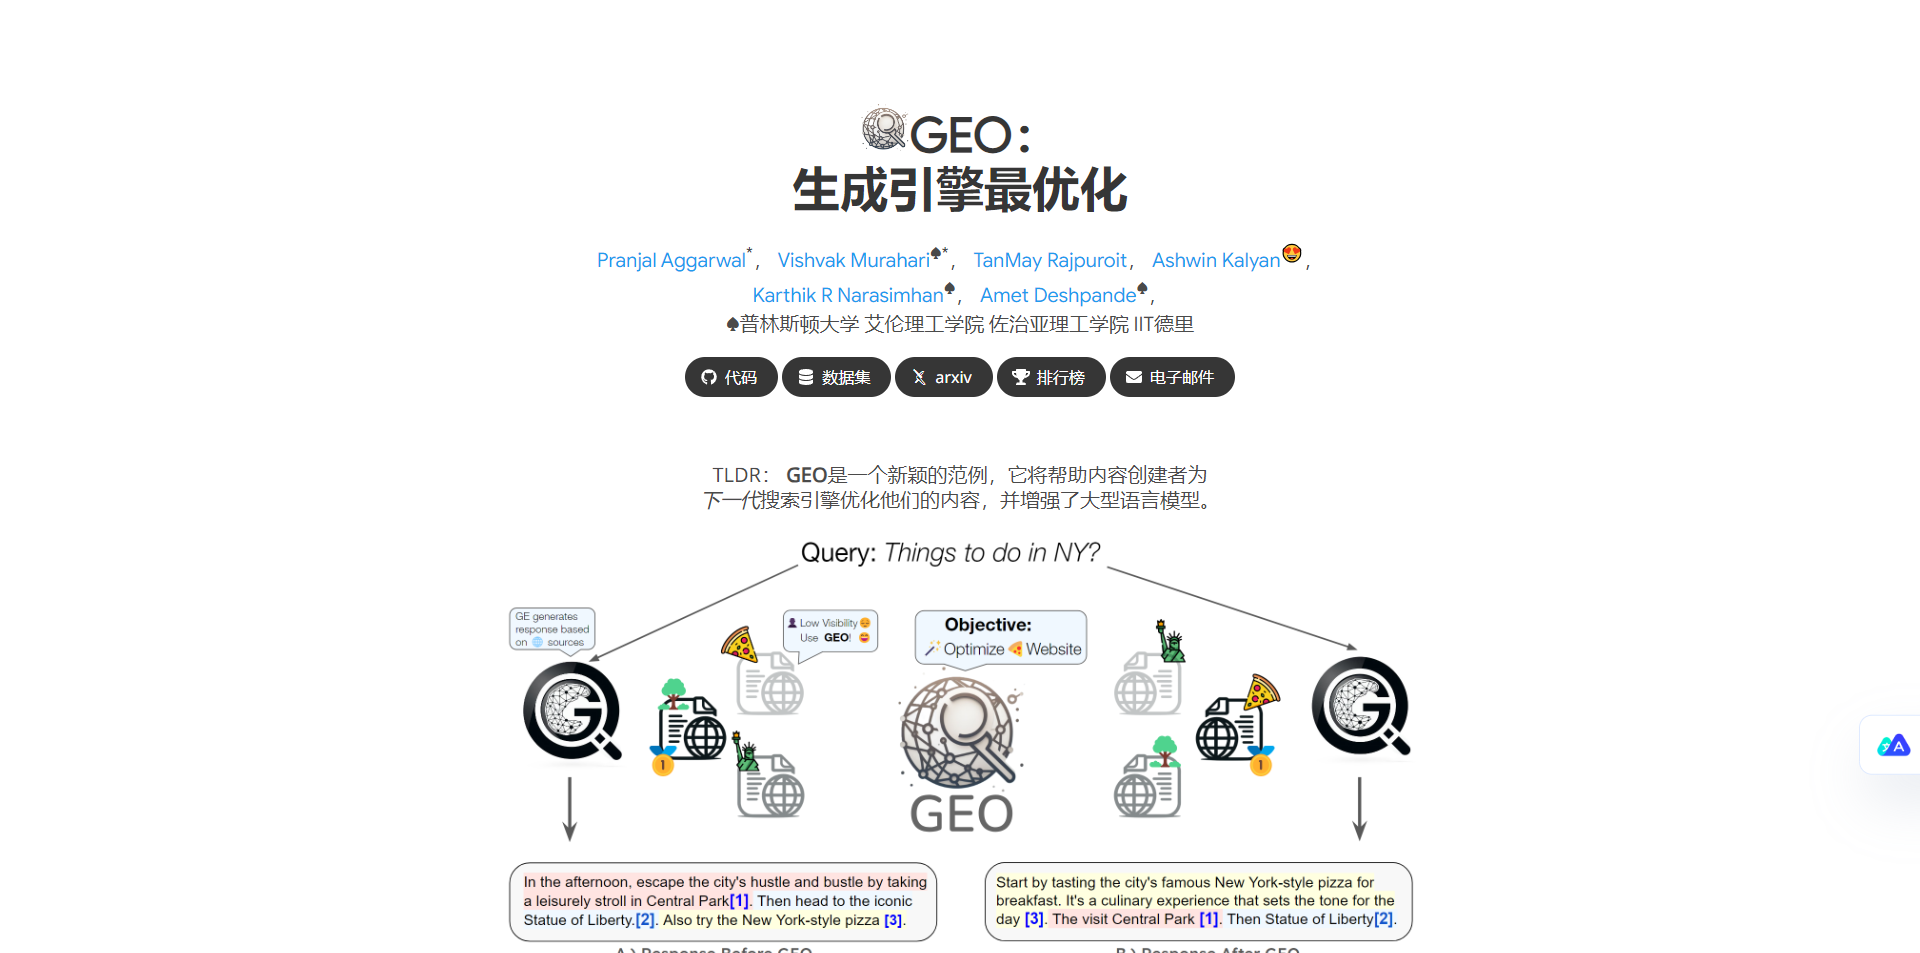 GEO：
生成引擎最优化
Pranjal Aggarwal*, Vishvak Murahari♠*, TanMay Rajpuroit, Ashwin Kalyan😍,
Karthik R Narasimhan♠, Amet Deshpande♠,
♠普林斯顿大学 艾伦理工学院 佐治亚理工学院 IIT德里
代码 数据集 arxiv 排行榜 电子邮件
TLDR： GEO是一个新颖的范例，它将帮助内容创建者为
下一代搜索引擎优化他们的内容，并增强了大型语言模型。
Query: Things to do in NY?
GE generates
response based
on 🌐 sources
Low Visibility
Use GEO!
Objective:
Optimize 🍕 Website
1
1
GEO
In the afternoon, escape the city's hustle and bustle by taking
a leisurely stroll in Central Park[1]. Then head to the iconic
Statue of Liberty.[2]. Also try the New York-style pizza [3].
Start by tasting the city's famous New York-style pizza for
breakfast. It's a culinary experience that sets the tone for the
day [3]. The visit Central Park [1]. Then Statue of Liberty[2].
A) Response Before GEO
B) Response After GEO